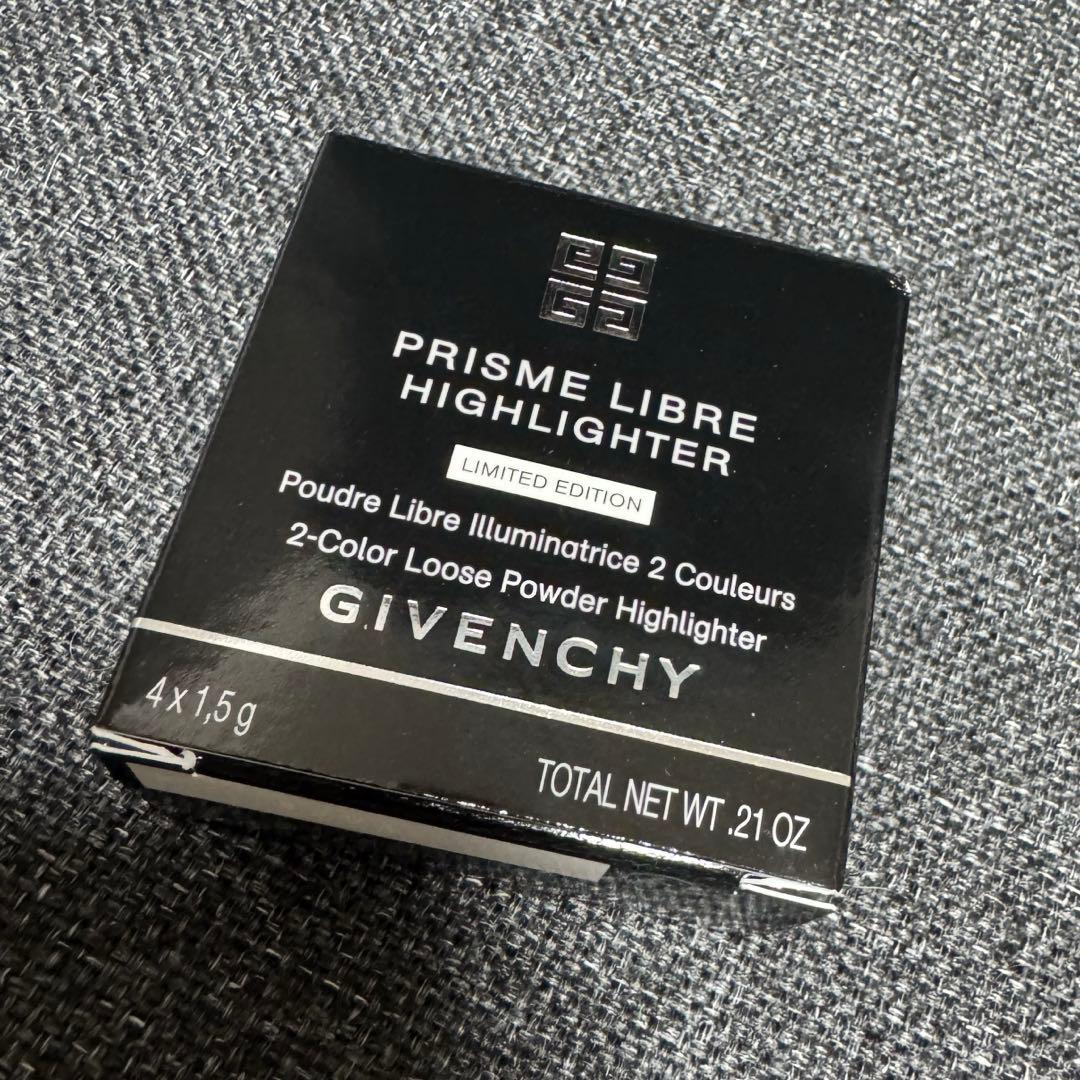 PRISME LIBRE
HIGHLIGHTER
LIMITED EDITION
Poudre Libre Illuminatrice 2 Couleurs
2-Color Loose Powder Highlighter
GIVENCHY
4 x 1,5 g
TOTAL NET WT .21 OZ